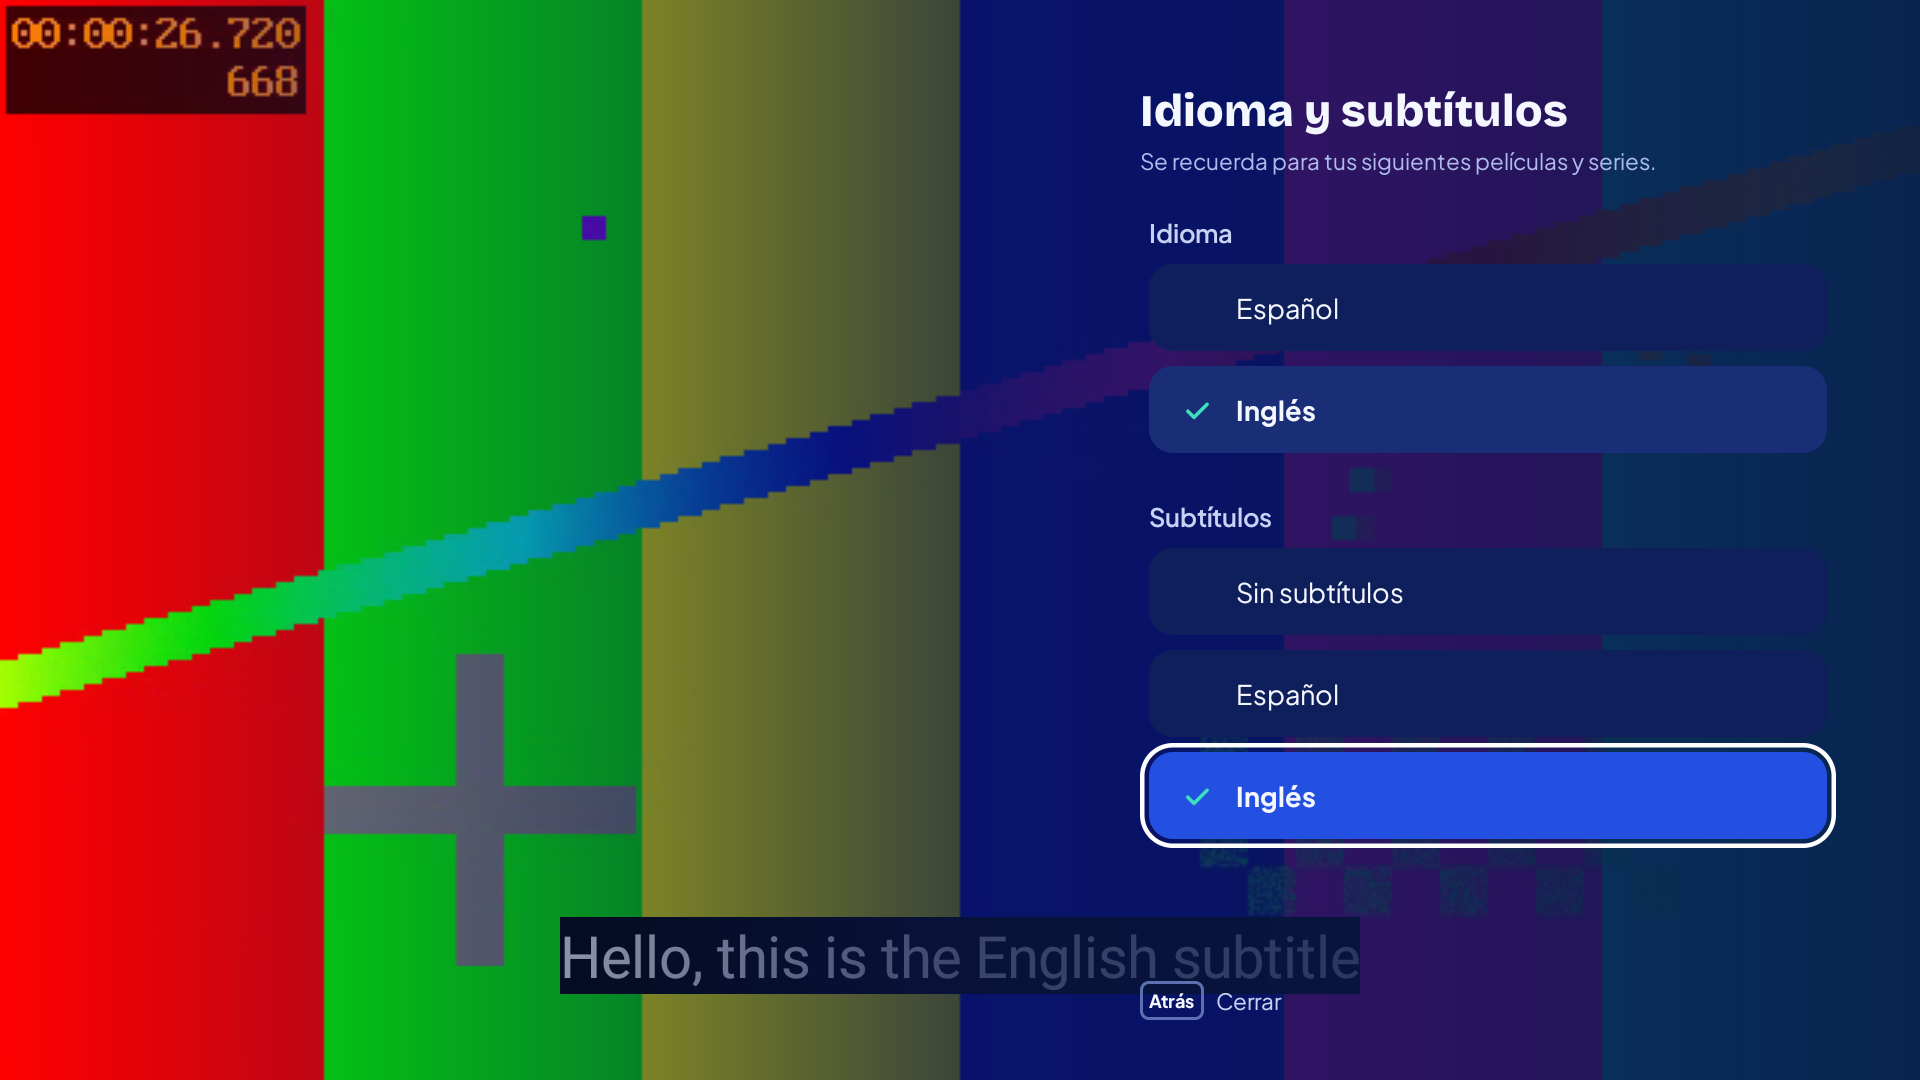 00:00:26.720
668
Idioma y subtítulos
Se recuerda para tus siguientes películas y series.
Idioma
Español
Inglés
Subtítulos
Sin subtítulos
Español
Inglés
Hello, this is the English subtitle
Atrás Cerrar